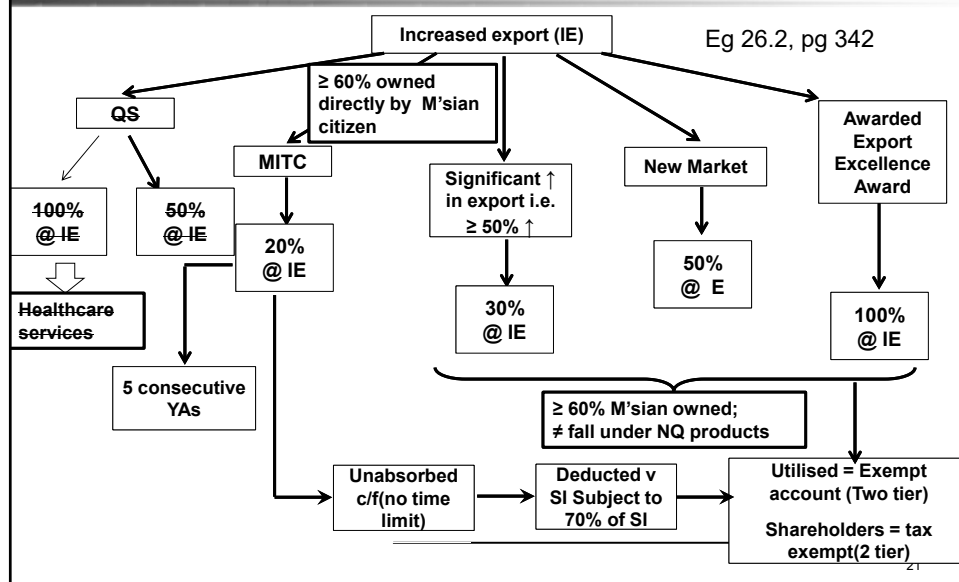 Increased export (IE)
Eg 26.2, pg 342
≥ 60% owned
directly by M'sian
citizen
QS
MITC
Significant ↑
in export i.e.
≥ 50% ↑
New Market
Awarded
Export
Excellence
Award
100%
@ IE
50%
@ IE
20%
@ IE
30%
@ IE
50%
@ E
100%
@ IE
Healthcare
services
5 consecutive
YAs
≥ 60% M'sian owned;
≠ fall under NQ products
Unabsorbed
c/f(no time
limit)
Deducted v
SI Subject to
70% of SI
Utilised = Exempt
account (Two tier)
Shareholders = tax
exempt(2 tier)
21